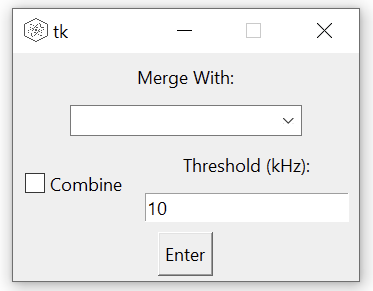 tk
Merge With:
Threshold (kHz):
Combine
10
Enter